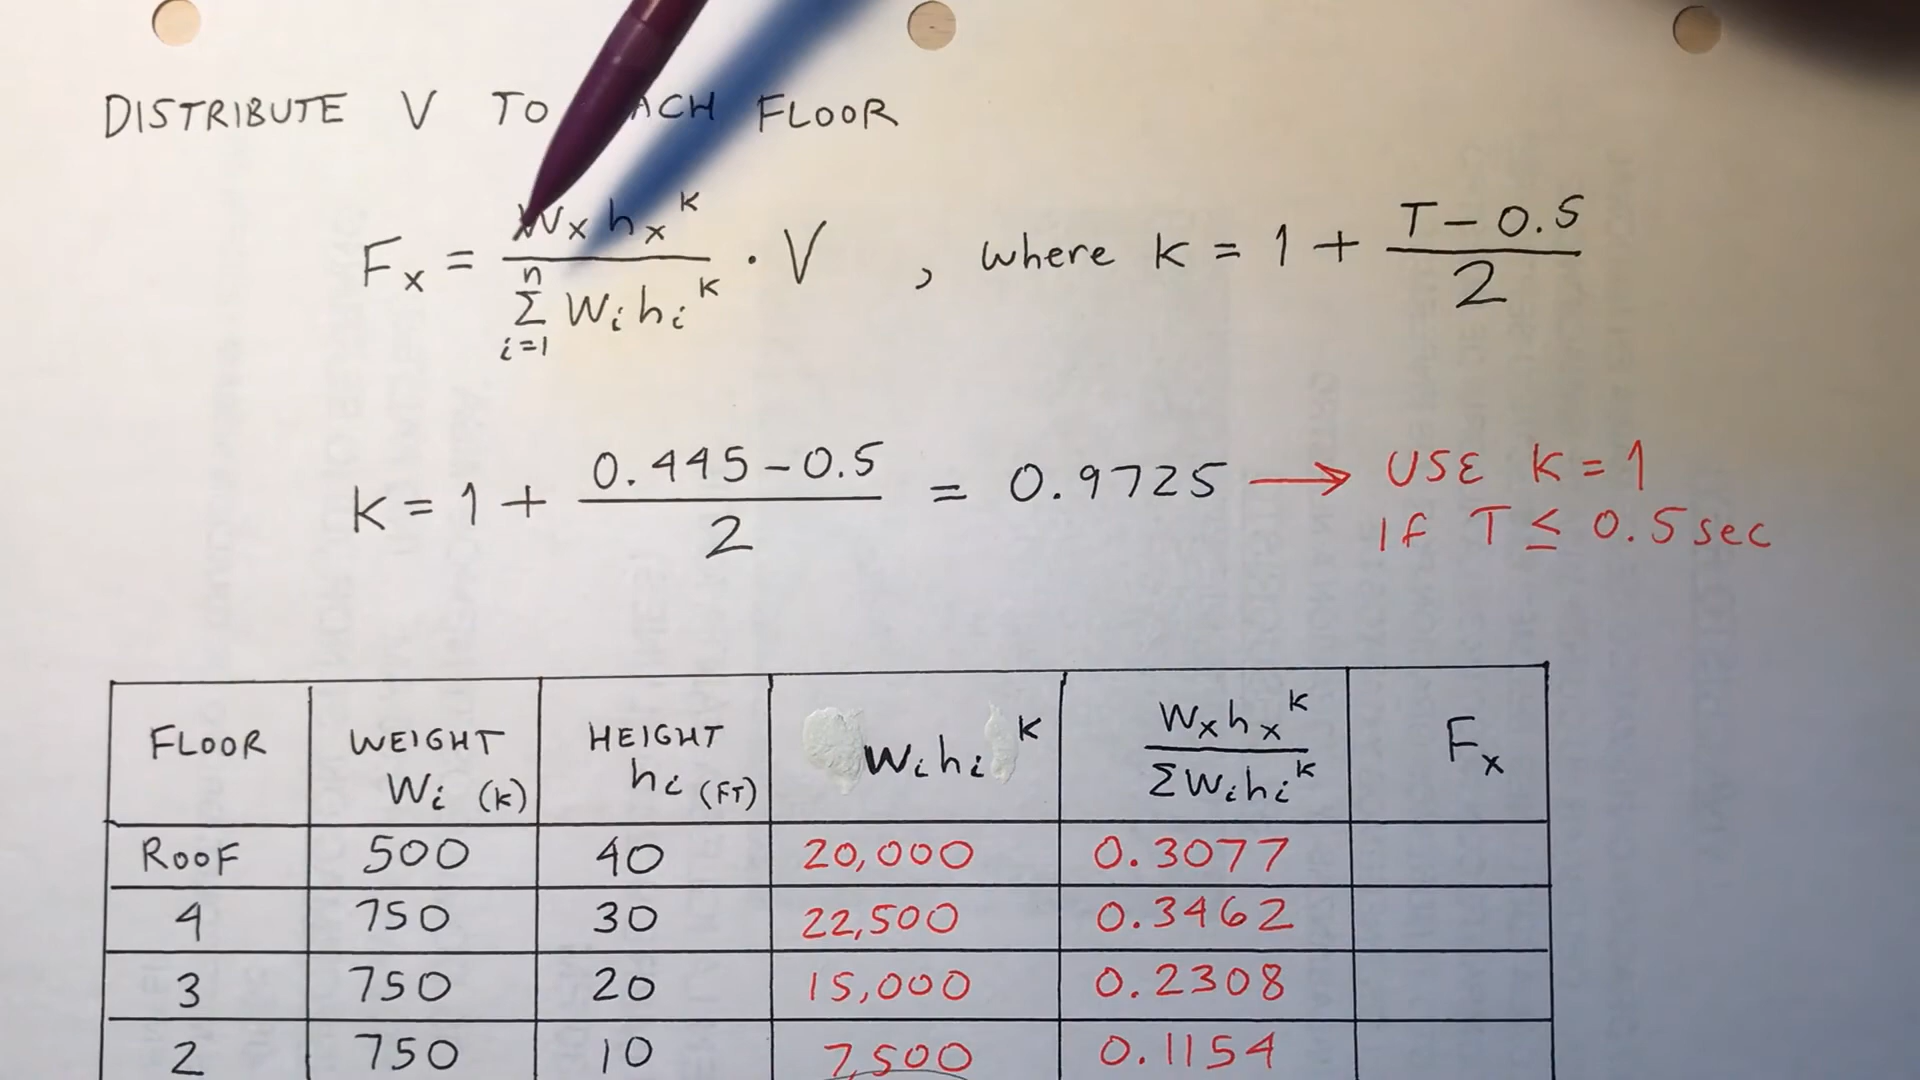 DISTRIBUTE V TO ACH FLOOR
Fx = Wx hx^k / Σ(i=1 to n) Wi hi^k · V , where k = 1 + (T - 0.5) / 2
k = 1 + (0.445 - 0.5) / 2 = 0.9725 → USE k = 1
IF T ≤ 0.5 sec
FLOOR WEIGHT Wi (K) HEIGHT hi (FT) Wi hi^k Wx hx^k / ΣWi hi^k Fx
ROOF 500 40 20,000 0.3077
4 750 30 22,500 0.3462
3 750 20 15,000 0.2308
2 750 10 7,500 0.1154